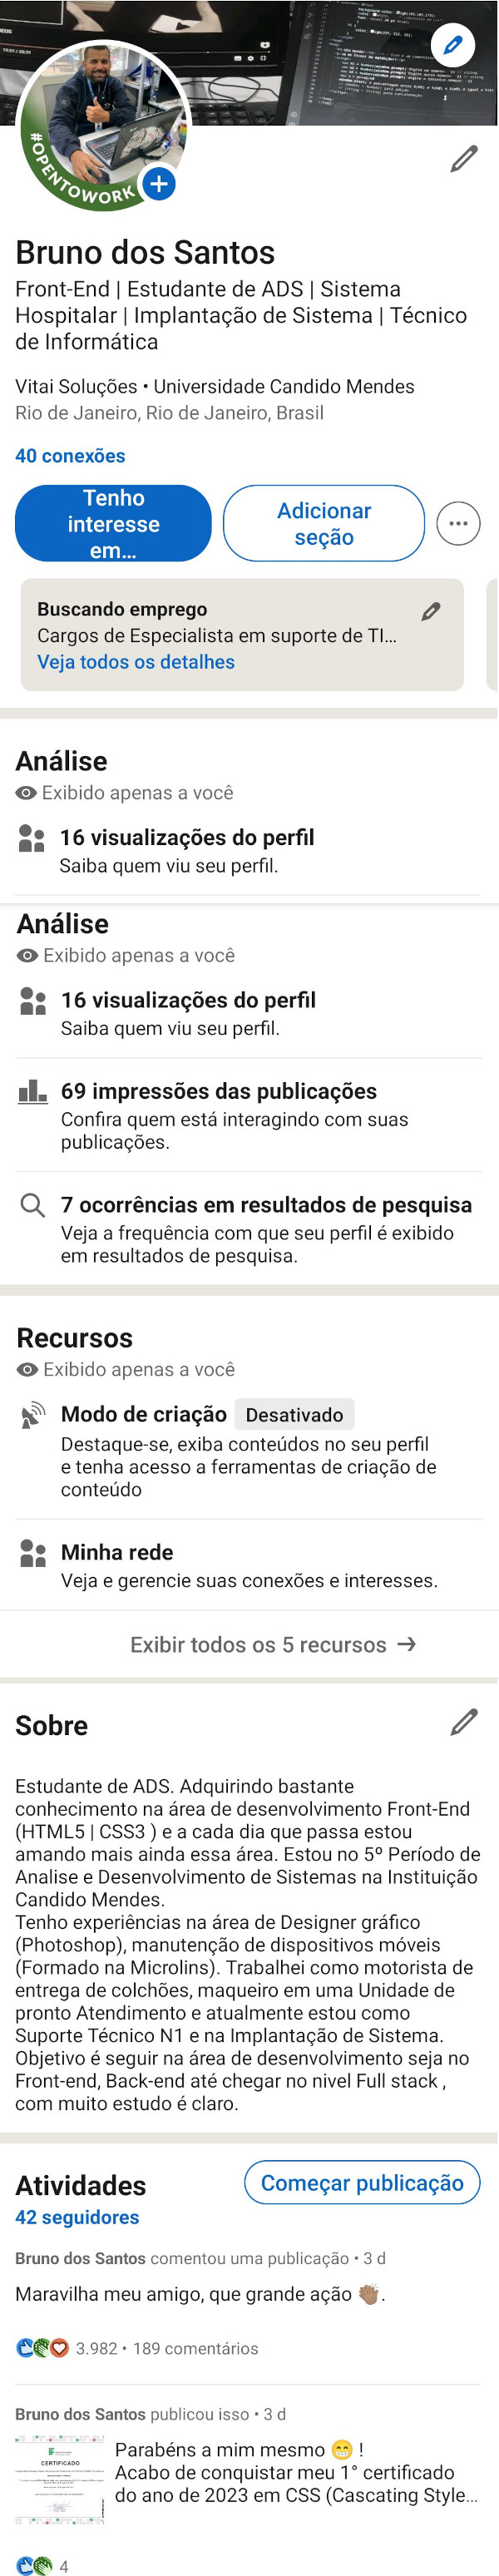 #OPENTOWORK
Bruno dos Santos
Front-End | Estudante de ADS | Sistema
Hospitalar | Implantação de Sistema | Técnico
de Informática
Vitai Soluções • Universidade Candido Mendes
Rio de Janeiro, Rio de Janeiro, Brasil
40 conexões
Tenho
interesse
em...
Adicionar
seção
Buscando emprego
Cargos de Especialista em suporte de TI...
Veja todos os detalhes
Análise
Exibido apenas a você
16 visualizações do perfil
Saiba quem viu seu perfil.
Análise
Exibido apenas a você
16 visualizações do perfil
Saiba quem viu seu perfil.
69 impressões das publicações
Confira quem está interagindo com suas
publicações.
7 ocorrências em resultados de pesquisa
Veja a frequência com que seu perfil é exibido
em resultados de pesquisa.
Recursos
Exibido apenas a você
Modo de criação Desativado
Destaque-se, exiba conteúdos no seu perfil
e tenha acesso a ferramentas de criação de
conteúdo
Minha rede
Veja e gerencie suas conexões e interesses.
Exibir todos os 5 recursos →
Sobre
Estudante de ADS. Adquirindo bastante
conhecimento na área de desenvolvimento Front-End
(HTML5 | CSS3 ) e a cada dia que passa estou
amando mais ainda essa área. Estou no 5º Período de
Analise e Desenvolvimento de Sistemas na Instituição
Candido Mendes.
Tenho experiências na área de Designer gráfico
(Photoshop), manutenção de dispositivos móveis
(Formado na Microlins). Trabalhei como motorista de
entrega de colchões, maqueiro em uma Unidade de
pronto Atendimento e atualmente estou como
Suporte Técnico N1 e na Implantação de Sistema.
Objetivo é seguir na área de desenvolvimento seja no
Front-end, Back-end até chegar no nivel Full stack ,
com muito estudo é claro.
Atividades
Começar publicação
42 seguidores
Bruno dos Santos comentou uma publicação • 3 d
Maravilha meu amigo, que grande ação 👏🏽.
3.982 • 189 comentários
Bruno dos Santos publicou isso • 3 d
CERTIFICADO
Parabéns a mim mesmo 😁 !
Acabo de conquistar meu 1° certificado
do ano de 2023 em CSS (Cascating Style...
4